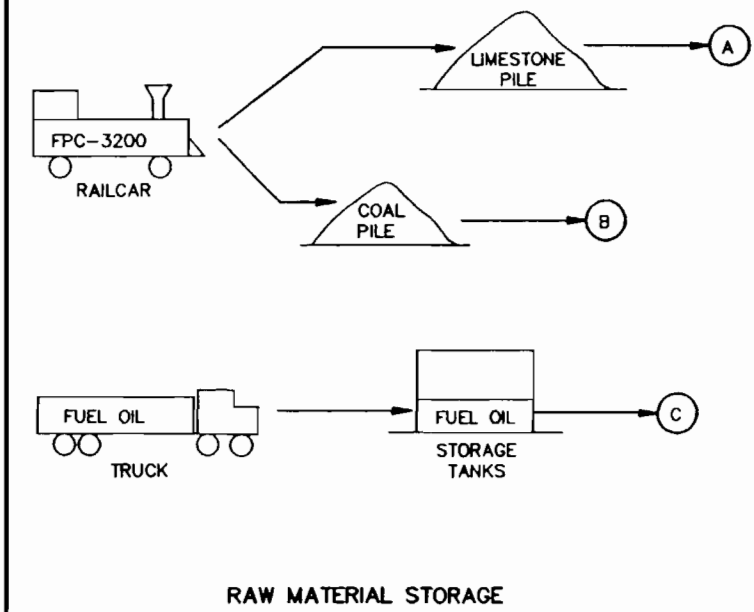 LIMESTONE
PILE
A
FPC-3200
RAILCAR
COAL
PILE
B
FUEL OIL
TRUCK
FUEL OIL
STORAGE
TANKS
C
RAW MATERIAL STORAGE